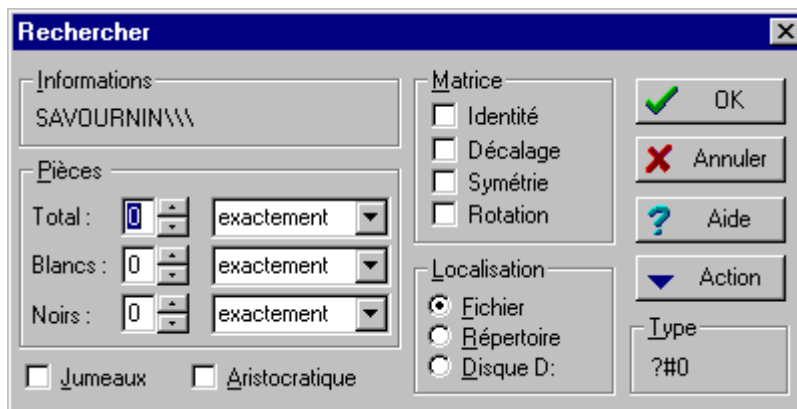 Rechercher
Informations
SAVOURNIN\\\
Pièces
Total : 0 exactement
Blancs : 0 exactement
Noirs : 0 exactement
Jumeaux Aristocratique
Matrice
Identité
Décalage
Symétrie
Rotation
Localisation
Fichier
Répertoire
Disque D:
OK
Annuler
Aide
Action
Type
?#0